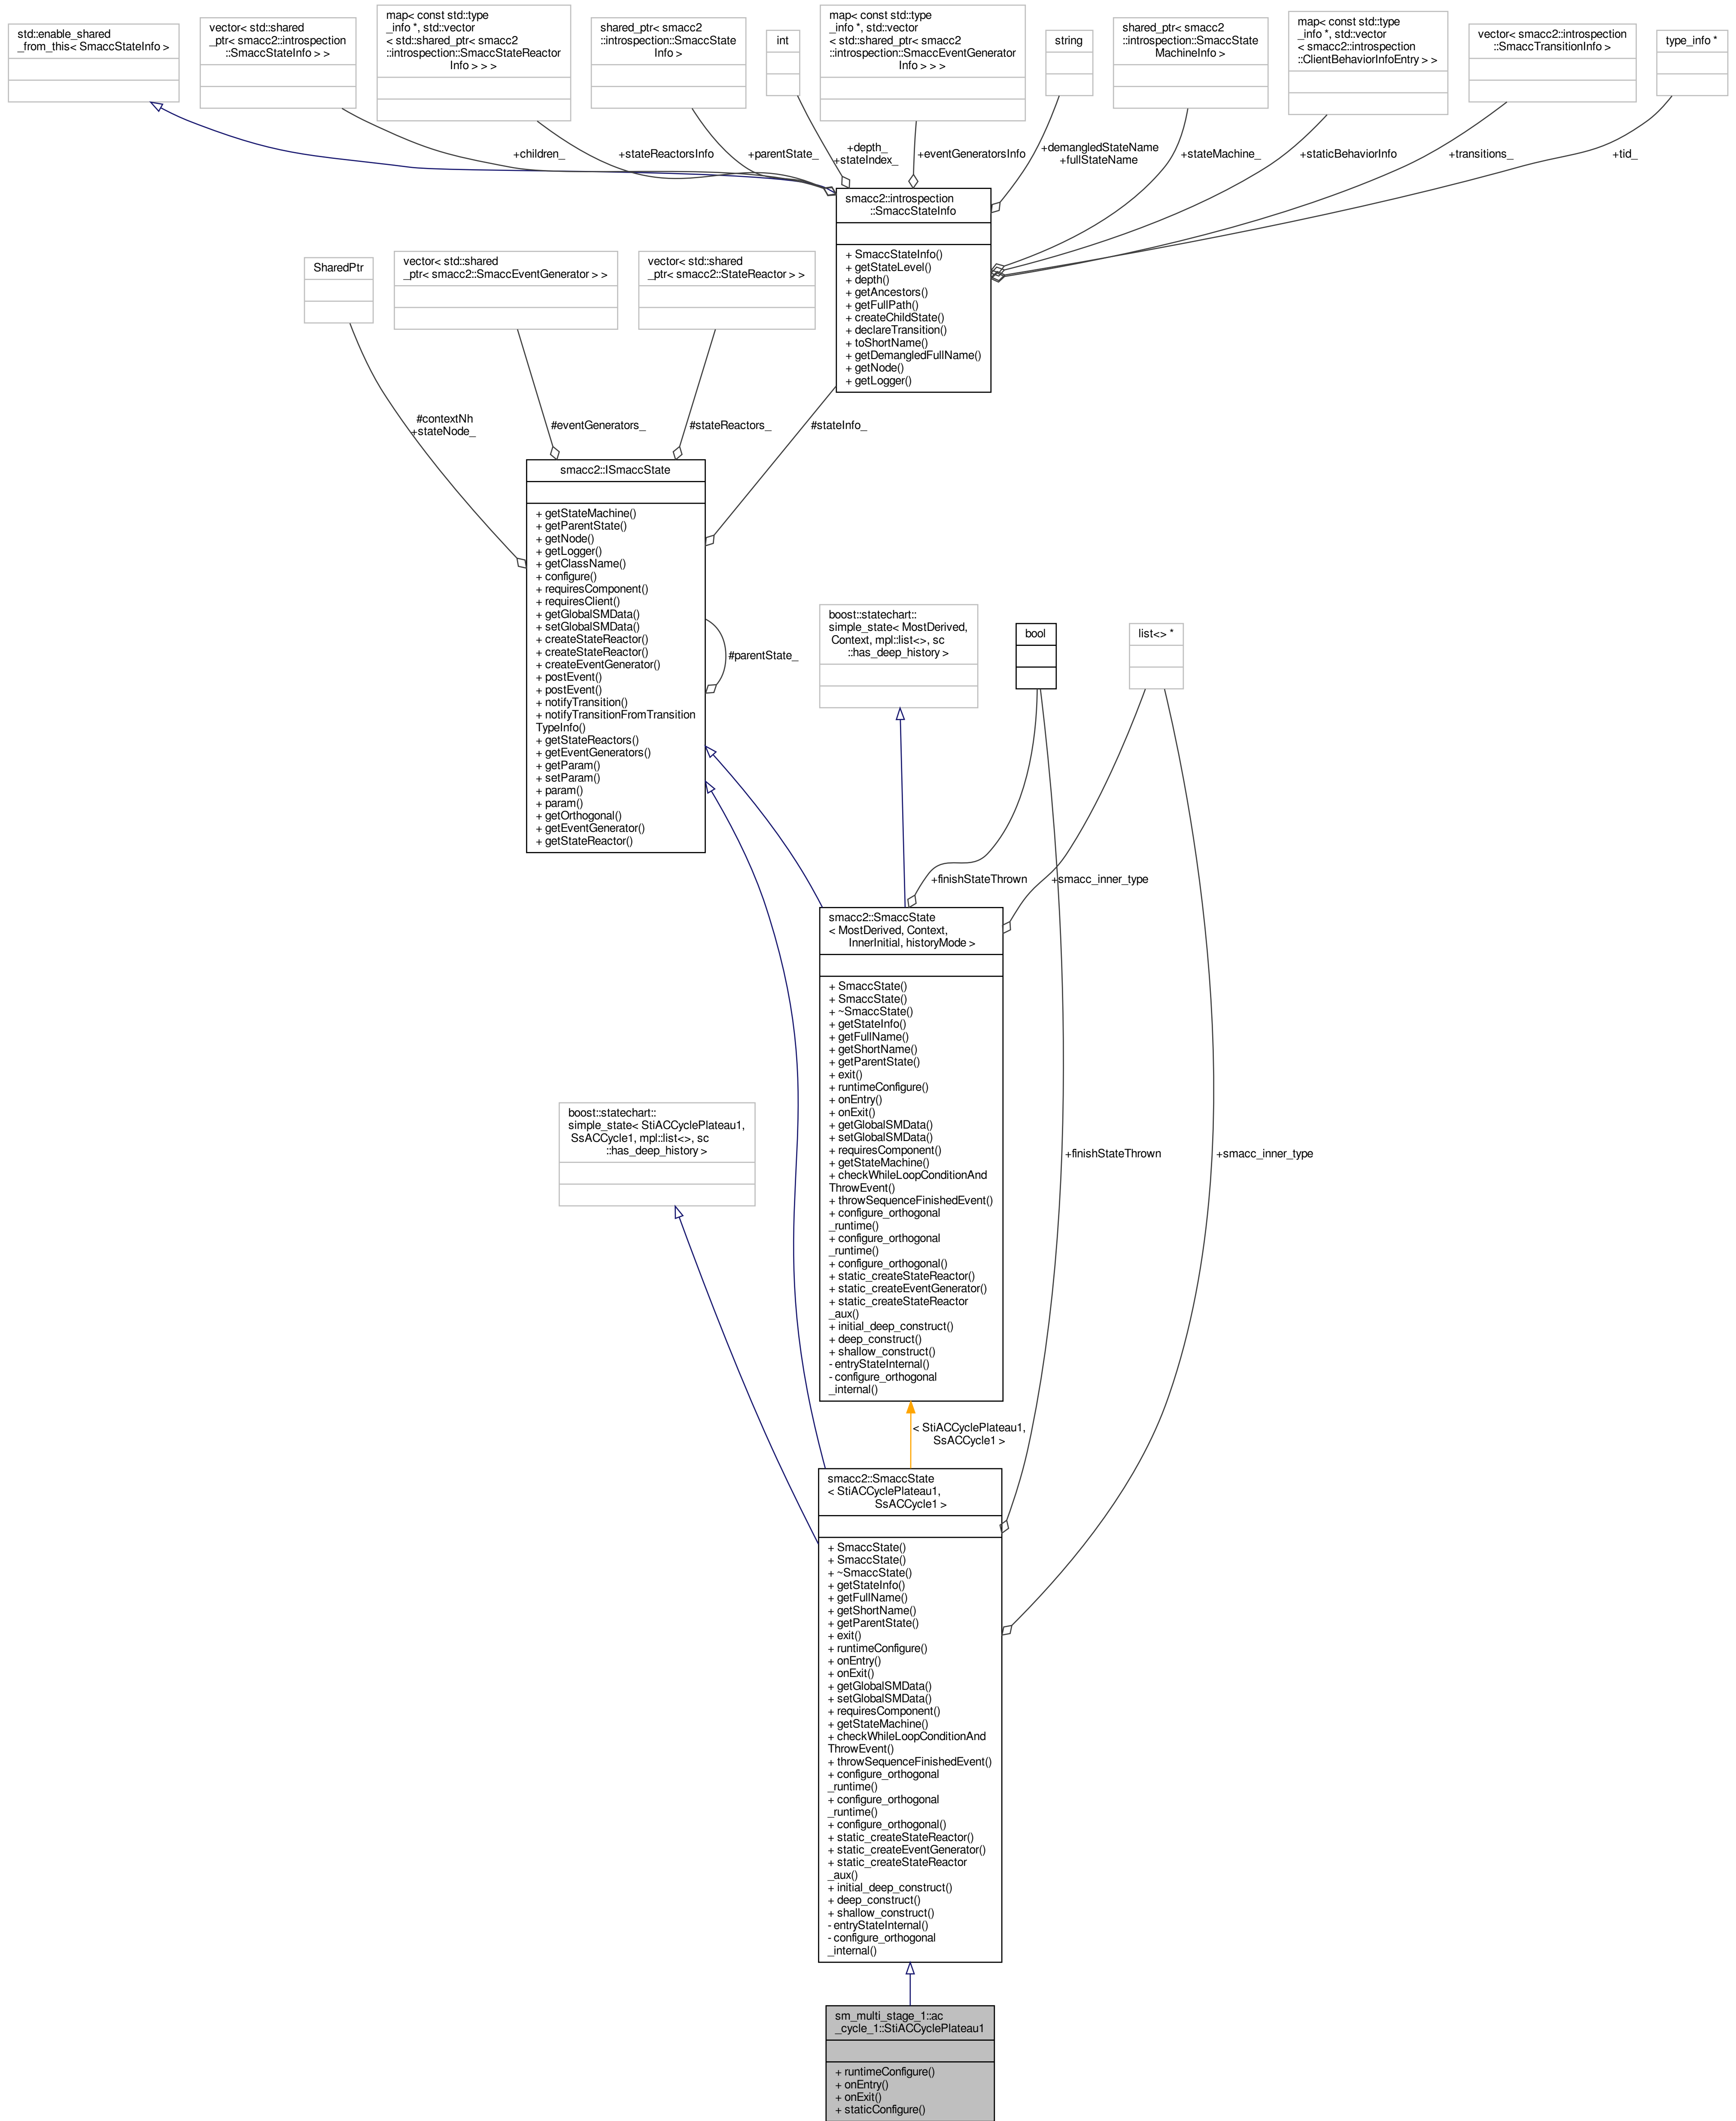 std::enable_shared
_from_this< SmaccStateInfo >
vector< std::shared
_ptr< smacc2::introspection
::SmaccStateInfo > >
map< const std::type
_info *, std::vector
< std::shared_ptr< smacc2
::introspection::SmaccStateReactor
Info > > >
shared_ptr< smacc2
::introspection::SmaccState
Info >
int
map< const std::type
_info *, std::vector
< std::shared_ptr< smacc2
::introspection::SmaccEventGenerator
Info > > >
string
shared_ptr< smacc2
::introspection::SmaccState
MachineInfo >
map< const std::type
_info *, std::vector
< smacc2::introspection
::ClientBehaviorInfoEntry > >
vector< smacc2::introspection
::SmaccTransitionInfo >
type_info *
+children_
+stateReactorsInfo
+parentState_
+depth_
+stateIndex_
+eventGeneratorsInfo
+demangledStateName
+fullStateName
+stateMachine_
+staticBehaviorInfo
+transitions_
+tid_
smacc2::introspection
::SmaccStateInfo
+ SmaccStateInfo()
+ getStateLevel()
+ depth()
+ getAncestors()
+ getFullPath()
+ createChildState()
+ declareTransition()
+ toShortName()
+ getDemangledFullName()
+ getNode()
+ getLogger()
SharedPtr
vector< std::shared
_ptr< smacc2::SmaccEventGenerator > >
vector< std::shared
_ptr< smacc2::StateReactor > >
#contextNh
+stateNode_
#eventGenerators_
#stateReactors_
#stateInfo_
smacc2::ISmaccState
+ getStateMachine()
+ getParentState()
+ getNode()
+ getLogger()
+ getClassName()
+ configure()
+ requiresComponent()
+ requiresClient()
+ getGlobalSMData()
+ setGlobalSMData()
+ createStateReactor()
+ createStateReactor()
+ createEventGenerator()
+ postEvent()
+ postEvent()
+ notifyTransition()
+ notifyTransitionFromTransition
TypeInfo()
+ getStateReactors()
+ getEventGenerators()
+ getParam()
+ setParam()
+ param()
+ param()
+ getOrthogonal()
+ getEventGenerator()
+ getStateReactor()
#parentState_
boost::statechart::
simple_state< MostDerived,
Context, mpl::list<>, sc
::has_deep_history >
bool
list<> *
+finishStateThrown
+smacc_inner_type
smacc2::SmaccState
< MostDerived, Context,
InnerInitial, historyMode >
+ SmaccState()
+ SmaccState()
+ ~SmaccState()
+ getStateInfo()
+ getFullName()
+ getShortName()
+ getParentState()
+ exit()
+ runtimeConfigure()
+ onEntry()
+ onExit()
+ getGlobalSMData()
+ setGlobalSMData()
+ requiresComponent()
+ getStateMachine()
+ checkWhileLoopConditionAnd
ThrowEvent()
+ throwSequenceFinishedEvent()
+ configure_orthogonal
_runtime()
+ configure_orthogonal
_runtime()
+ configure_orthogonal()
+ static_createStateReactor()
+ static_createEventGenerator()
+ static_createStateReactor
_aux()
+ initial_deep_construct()
+ deep_construct()
+ shallow_construct()
- entryStateInternal()
- configure_orthogonal
_internal()
boost::statechart::
simple_state< StiACCyclePlateau1,
SsACCycle1, mpl::list<>, sc
::has_deep_history >
+finishStateThrown
+smacc_inner_type
< StiACCyclePlateau1,
SsACCycle1 >
smacc2::SmaccState
< StiACCyclePlateau1,
SsACCycle1 >
+ SmaccState()
+ SmaccState()
+ ~SmaccState()
+ getStateInfo()
+ getFullName()
+ getShortName()
+ getParentState()
+ exit()
+ runtimeConfigure()
+ onEntry()
+ onExit()
+ getGlobalSMData()
+ setGlobalSMData()
+ requiresComponent()
+ getStateMachine()
+ checkWhileLoopConditionAnd
ThrowEvent()
+ throwSequenceFinishedEvent()
+ configure_orthogonal
_runtime()
+ configure_orthogonal
_runtime()
+ configure_orthogonal()
+ static_createStateReactor()
+ static_createEventGenerator()
+ static_createStateReactor
_aux()
+ initial_deep_construct()
+ deep_construct()
+ shallow_construct()
- entryStateInternal()
- configure_orthogonal
_internal()
sm_multi_stage_1::ac
_cycle_1::StiACCyclePlateau1
+ runtimeConfigure()
+ onEntry()
+ onExit()
+ staticConfigure()